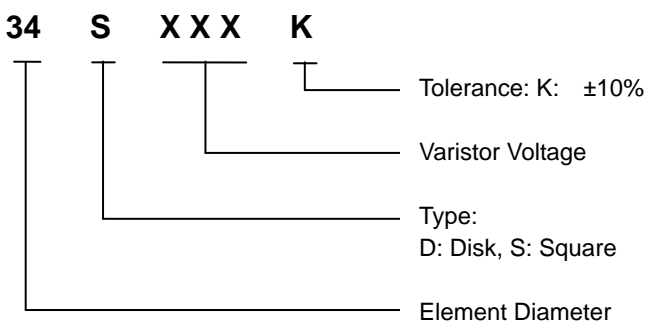 34 S X X X K
Tolerance: K: ±10%
Varistor Voltage
Type:
D: Disk, S: Square
Element Diameter